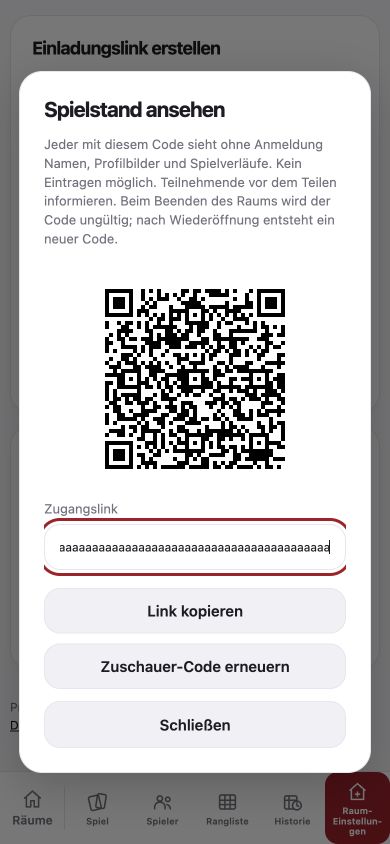 Einladungslink erstellen
Spielstand ansehen
Jeder mit diesem Code sieht ohne Anmeldung
Namen, Profilbilder und Spielverläufe. Kein
Eintragen möglich. Teilnehmende vor dem Teilen
informieren. Beim Beenden des Raums wird der
Code ungültig; nach Wiederöffnung entsteht ein
neuer Code.
Zugangslink
aaaaaaaaaaaaaaaaaaaaaaaaaaaaaaaaaaaaaaaaa
Link kopieren
Zuschauer-Code erneuern
Schließen
Räume
Spiel
Spieler
Rangliste
Historie
Raum-
Einstellun-
gen